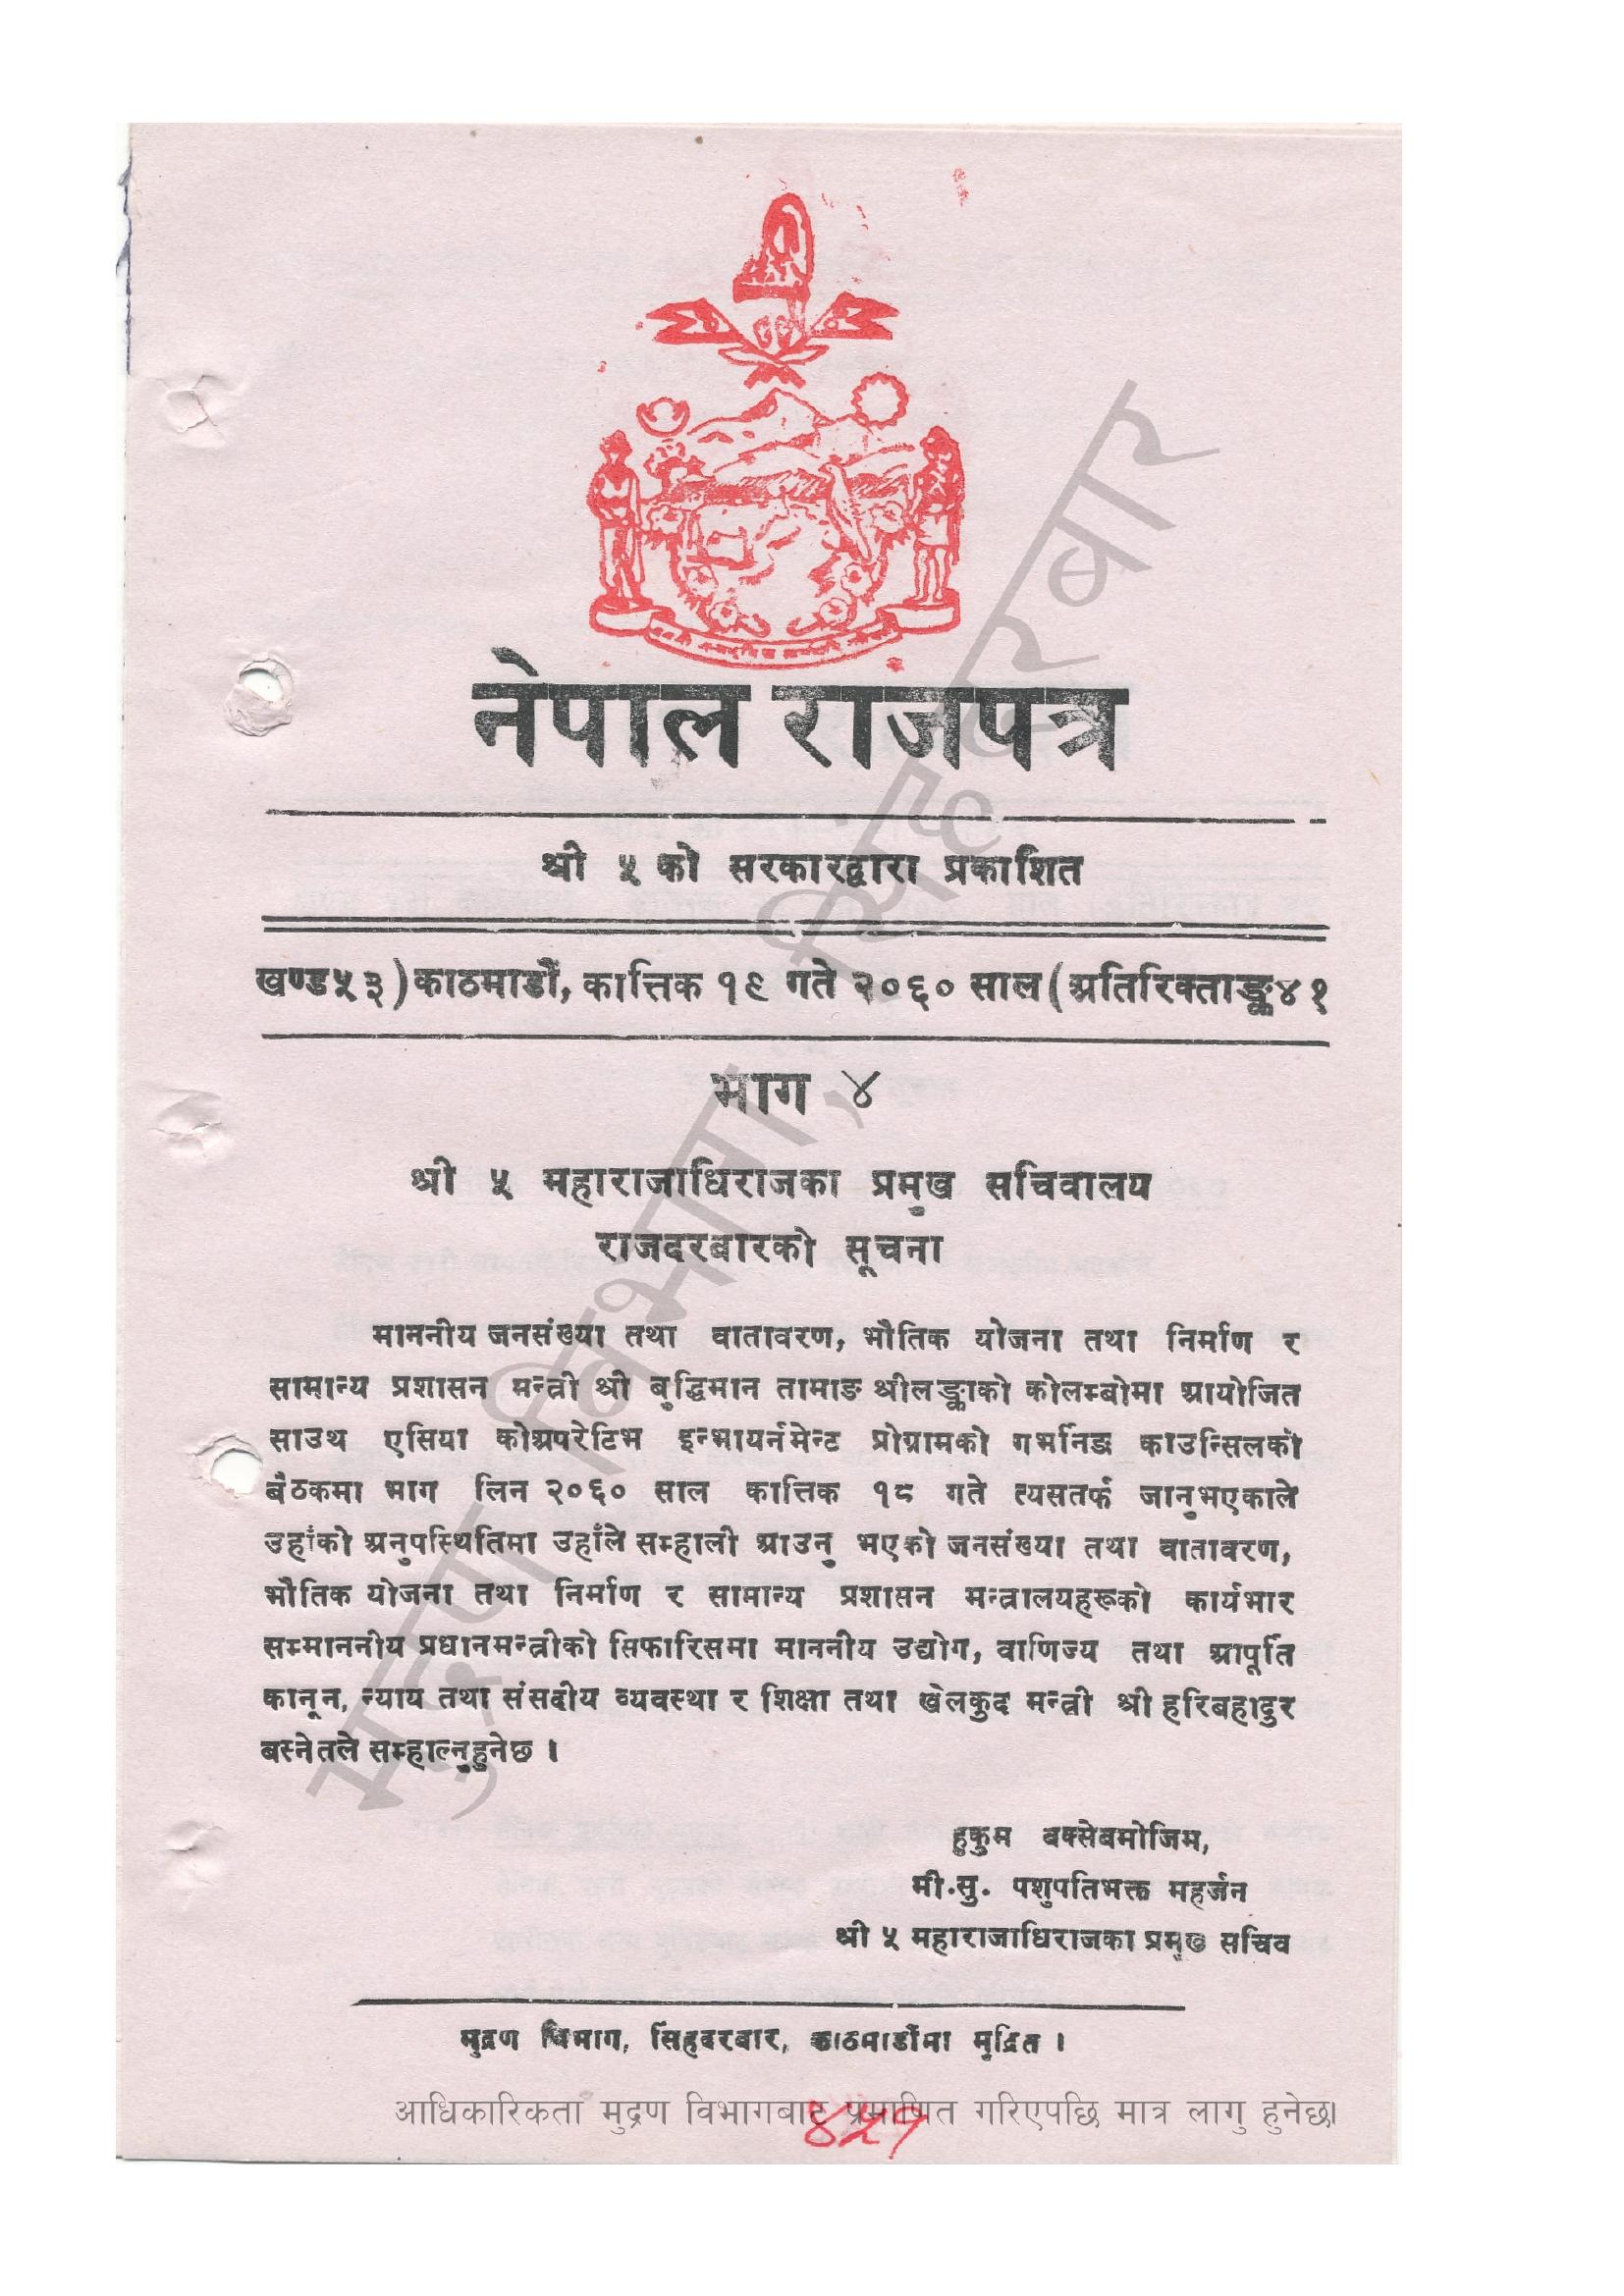 नेपाल राजपत्र
श्री ५ को सरकारद्वारा प्रकाशित
खण्ड५३)काठमाडौं, कात्तिक १९ गते २०६० साल(अतिरिक्ताङ्क४१
भाग ४
श्री ५ महाराजाधिराजका प्रमुख सचिवालय
राजदरबारको सूचना
माननीय जनसंख्या तथा वातावरण, भौतिक योजना तथा निर्माण र
सामान्य प्रशासन मन्त्री श्री बुद्धिमान तामाङ श्रीलङ्काको कोलम्बोमा आयोजित
साउथ एसिया कोअपरेटिभ इन्भायर्नमेन्ट प्रोग्रामको गभर्निङ काउन्सिलको
बैठकमा भाग लिन २०६० साल कात्तिक १८ गते त्यसतर्फ जानुभएकाले
उहाँको अनुपस्थितिमा उहाँले सम्हाली आउनु भएको जनसंख्या तथा वातावरण,
भौतिक योजना तथा निर्माण र सामान्य प्रशासन मन्त्रालयहरूको कार्यभार
सम्माननीय प्रधानमन्त्रीको सिफारिसमा माननीय उद्योग, वाणिज्य तथा आपूर्ति
कानून, न्याय तथा संसदीय व्यवस्था र शिक्षा तथा खेलकुद मन्त्री श्री हरिबहादुर
बस्नेतले सम्हाल्नुहुनेछ ।
हुकुम बक्सेबमोजिम,
मी.सु. पशुपतिभक्त महर्जन
श्री ५ महाराजाधिराजका प्रमुख सचिव
मुद्रण विभाग, सिंहदरबार, काठमाडौंमा मुद्रित ।
आधिकारिकता मुद्रण विभागबाट प्रमाणित गरिएपछि मात्र लागु हुनेछ।
४५१
मुद्रण विभाग, सिंहदरबार